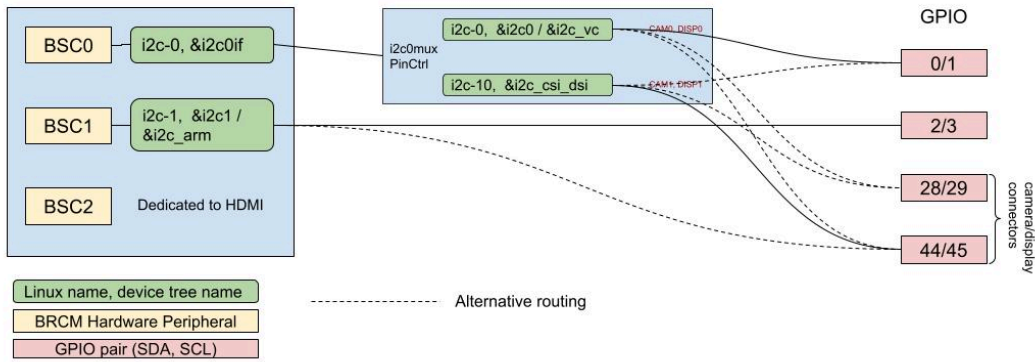 GPIO
BSC0
i2c-0, &i2c0if
i2c0mux
PinCtrl
i2c-0, &i2c0 / &i2c_vc
CAM0, DISP0
0/1
i2c-10, &i2c_csi_dsi
CAM1, DISP1
BSC1
i2c-1, &i2c1 /
&i2c_arm
2/3
BSC2
Dedicated to HDMI
28/29
44/45
camera/display
connectors
Linux name, device tree name
BRCM Hardware Peripheral
GPIO pair (SDA, SCL)
Alternative routing